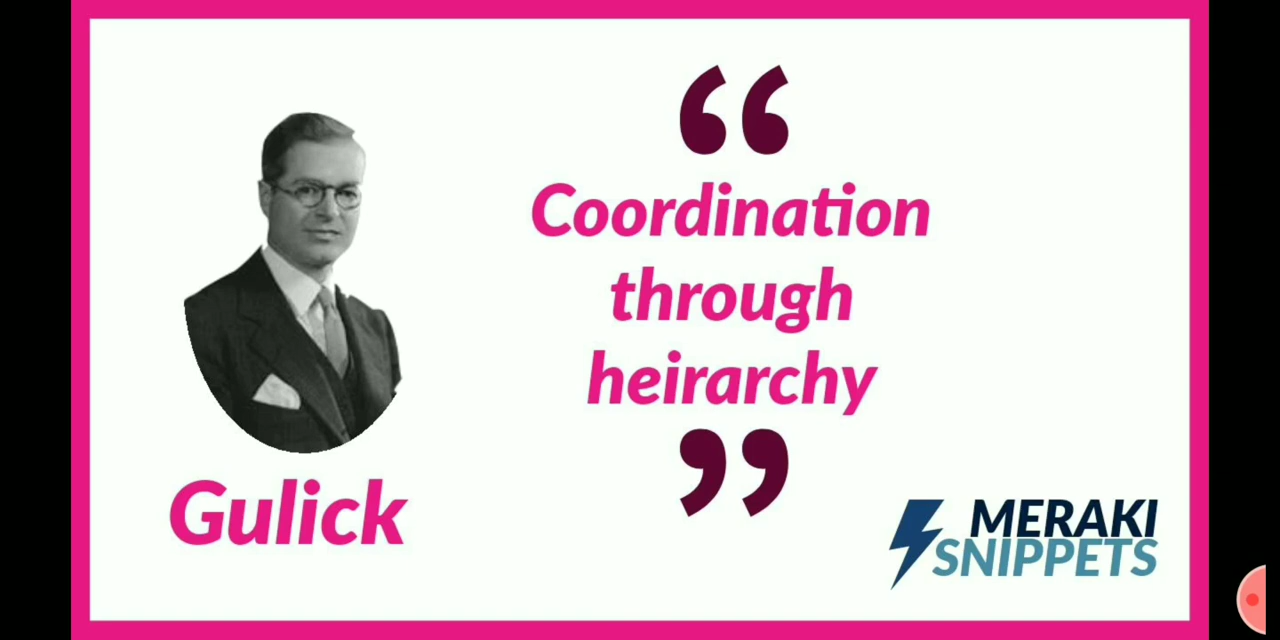 “
Coordination
through
heirarchy
”
Gulick
MERAKI
SNIPPETS